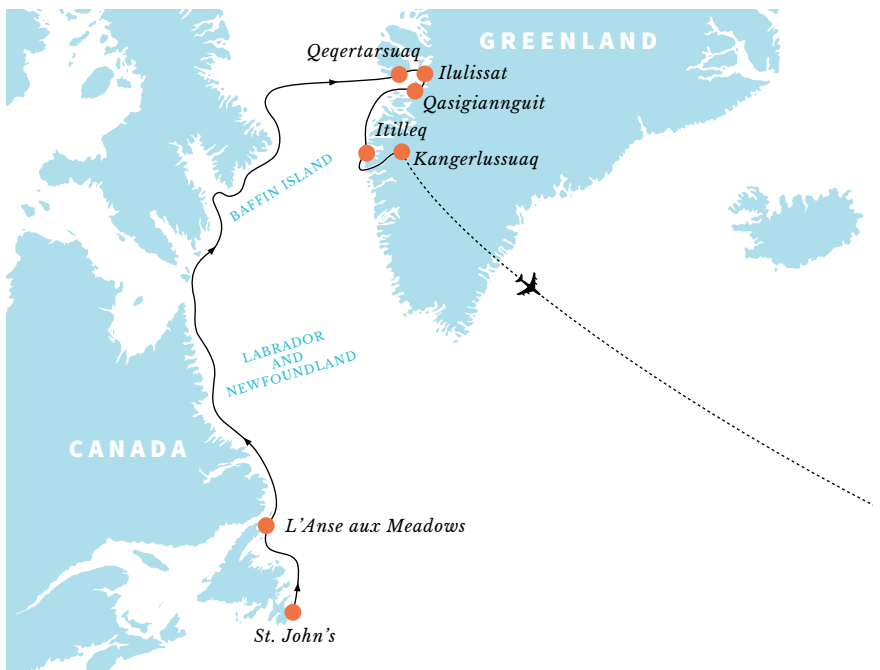 GREENLAND
Qeqertarsuaq
Ilulissat
Qasigiannguit
Itilleq
Kangerlussuaq
BAFFIN ISLAND
LABRADOR
AND
NEWFOUNDLAND
CANADA
L’Anse aux Meadows
St. John’s